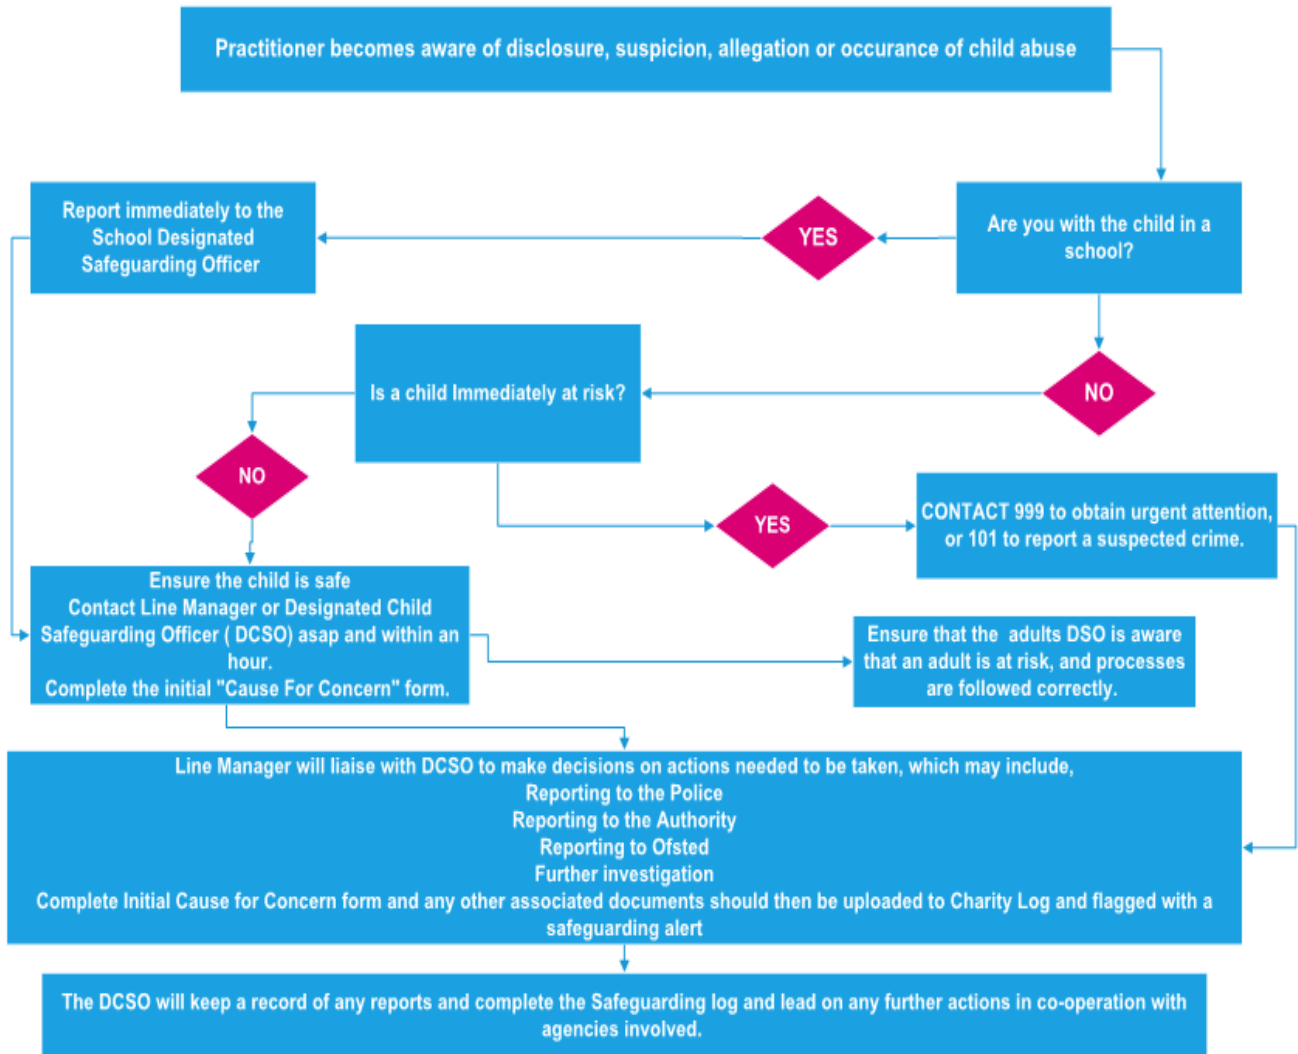 Practitioner becomes aware of disclosure, suspicion, allegation or occurance of child abuse
Report immediately to the
School Designated
Safeguarding Officer
YES
Are you with the child in a
school?
Is a child Immediately at risk?
NO
NO
YES
CONTACT 999 to obtain urgent attention,
or 101 to report a suspected crime.
Ensure the child is safe
Contact Line Manager or Designated Child
Safeguarding Officer ( DCSO) asap and within an
hour.
Complete the initial "Cause For Concern" form.
Ensure that the adults DSO is aware
that an adult is at risk, and processes
are followed correctly.
Line Manager will liaise with DCSO to make decisions on actions needed to be taken, which may include,
Reporting to the Police
Reporting to the Authority
Reporting to Ofsted
Further investigation
Complete Initial Cause for Concern form and any other associated documents should then be uploaded to Charity Log and flagged with a
safeguarding alert
The DCSO will keep a record of any reports and complete the Safeguarding log and lead on any further actions in co-operation with
agencies involved.